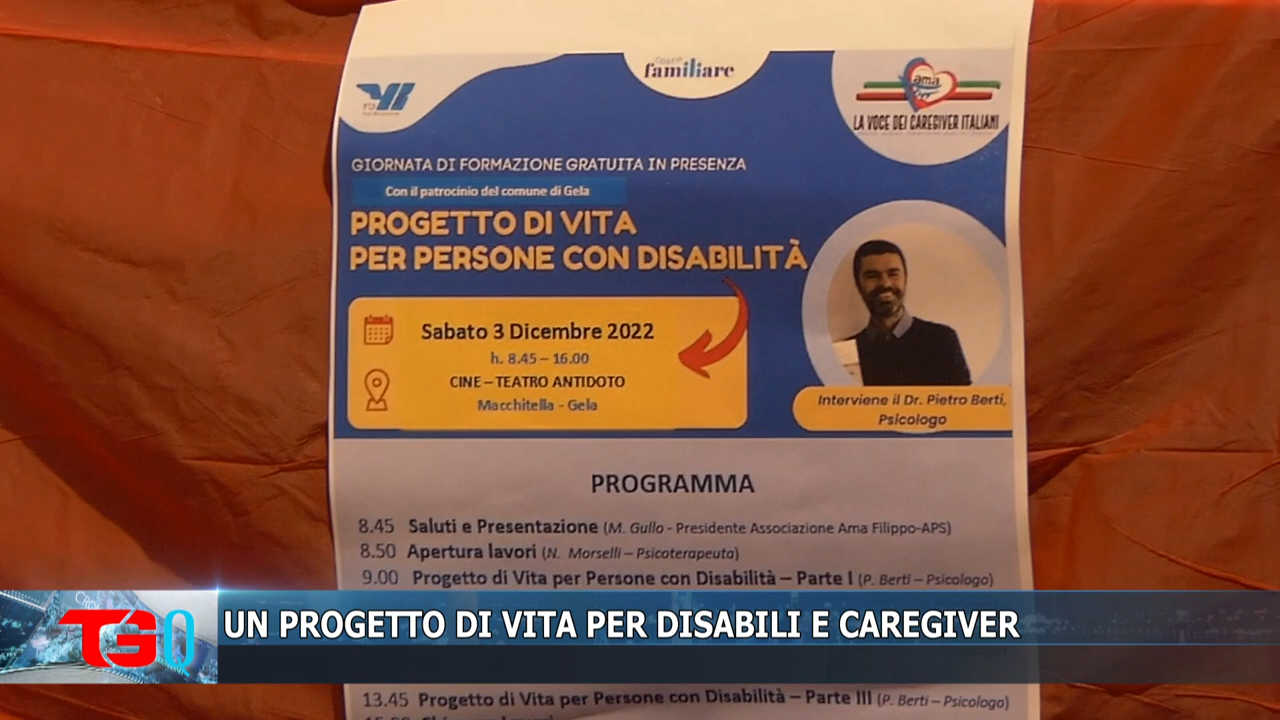 familiare
ama
LA VOCE DEI CAREGIVER ITALIANI
GIORNATA DI FORMAZIONE GRATUITA IN PRESENZA
Con il patrocinio del comune di Gela
PROGETTO DI VITA
PER PERSONE CON DISABILITÀ
Sabato 3 Dicembre 2022
h. 8.45 – 16.00
CINE – TEATRO ANTIDOTO
Macchitella - Gela
Interviene il Dr. Pietro Berti,
Psicologo
PROGRAMMA
8.45 Saluti e Presentazione (M. Gullo - Presidente Associazione Ama Filippo-APS)
8.50 Apertura lavori (N. Morselli – Psicoterapeuta)
9.00 Progetto di Vita per Persone con Disabilità – Parte I (P. Berti – Psicologo)
TGQ UN PROGETTO DI VITA PER DISABILI E CAREGIVER
13.45 Progetto di Vita per Persone con Disabilità – Parte III (P. Berti – Psicologo)